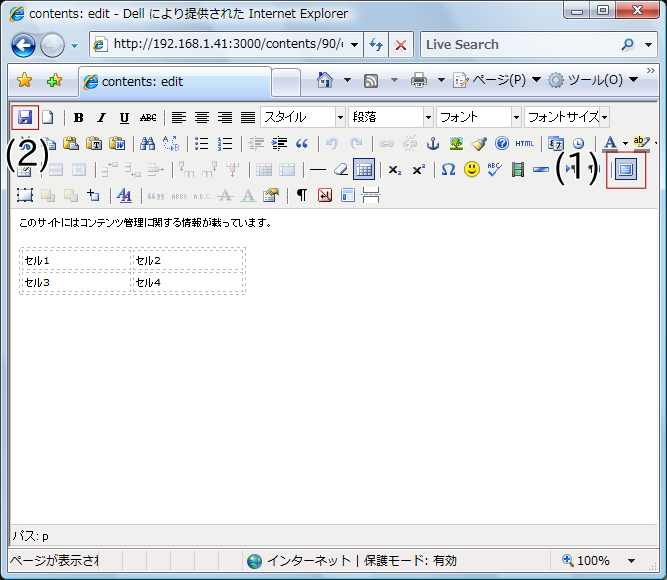 contents: edit - Dell により提供された Internet Explorer
http://192.168.1.41:3000/contents/90/e
Live Search
contents: edit
ページ(P)
ツール(O)
B I U ABC
スタイル 段落 フォント フォントサイズ
HTML
(2)
(1)
このサイトにはコンテンツ管理に関する情報が載っています。
セル1 セル2
セル3 セル4
パス: p
ページが表示され
インターネット | 保護モード: 有効
100%